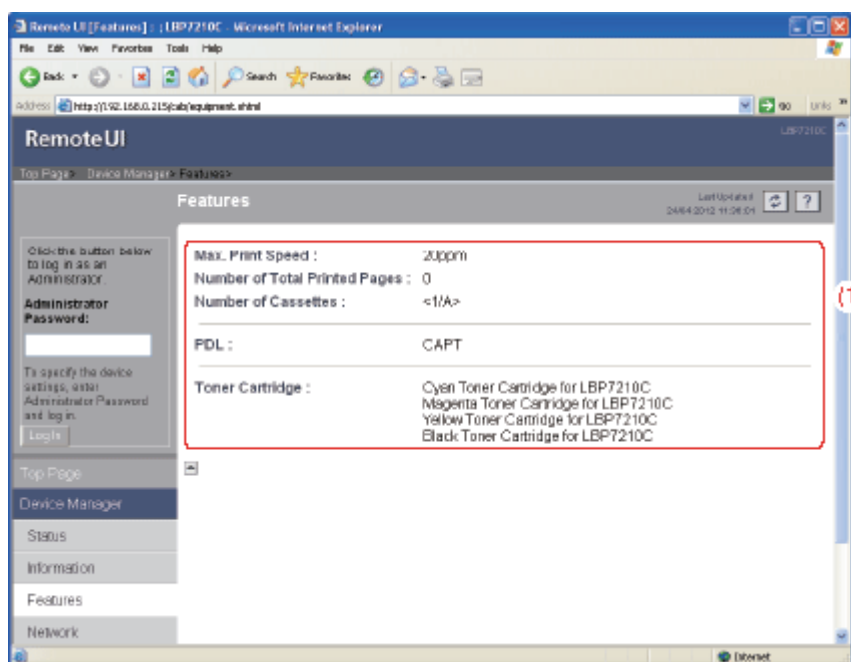 Remote UI [Features] : ; LBP7210C - Microsoft Internet Explorer
File Edit View Favorites Tools Help
Back Search Favorites
Address http://192.168.0.215/cab/equipment.shtml Go Links
RemoteUI
LBP7210C
Top Page> Device Manager> Features>
Features
Last Updated
24/04 2012 11:36:01
?
Click the button below
to log in as an
Administrator.
Administrator
Password:
To specify the device
settings, enter
Administrator Password
and log in.
Log In
Max. Print Speed : 20ppm
Number of Total Printed Pages : 0
Number of Cassettes : <1/A>
PDL : CAPT
Toner Cartridge : Cyan Toner Cartridge for LBP7210C
Magenta Toner Cartridge for LBP7210C
Yellow Toner Cartridge for LBP7210C
Black Toner Cartridge for LBP7210C
(1
Top Page
Device Manager
Status
Information
Features
Network
Internet